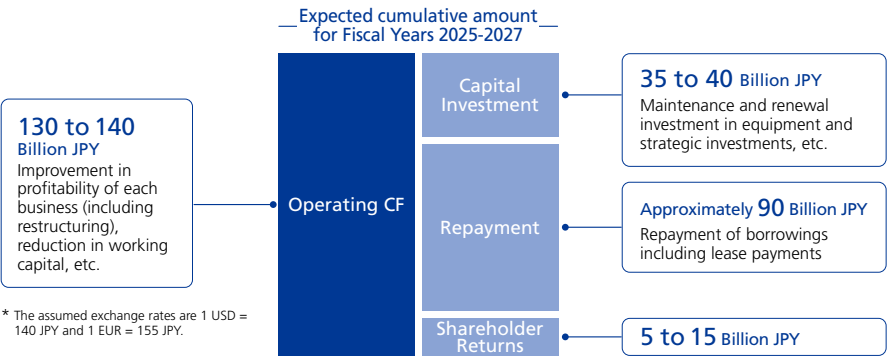 Expected cumulative amount
for Fiscal Years 2025-2027
130 to 140
Billion JPY
Improvement in
profitability of each
business (including
restructuring),
reduction in working
capital, etc.
Operating CF
Capital
Investment
35 to 40 Billion JPY
Maintenance and renewal
investment in equipment and
strategic investments, etc.
Repayment
Approximately 90 Billion JPY
Repayment of borrowings
including lease payments
Shareholder
Returns
5 to 15 Billion JPY
* The assumed exchange rates are 1 USD =
140 JPY and 1 EUR = 155 JPY.